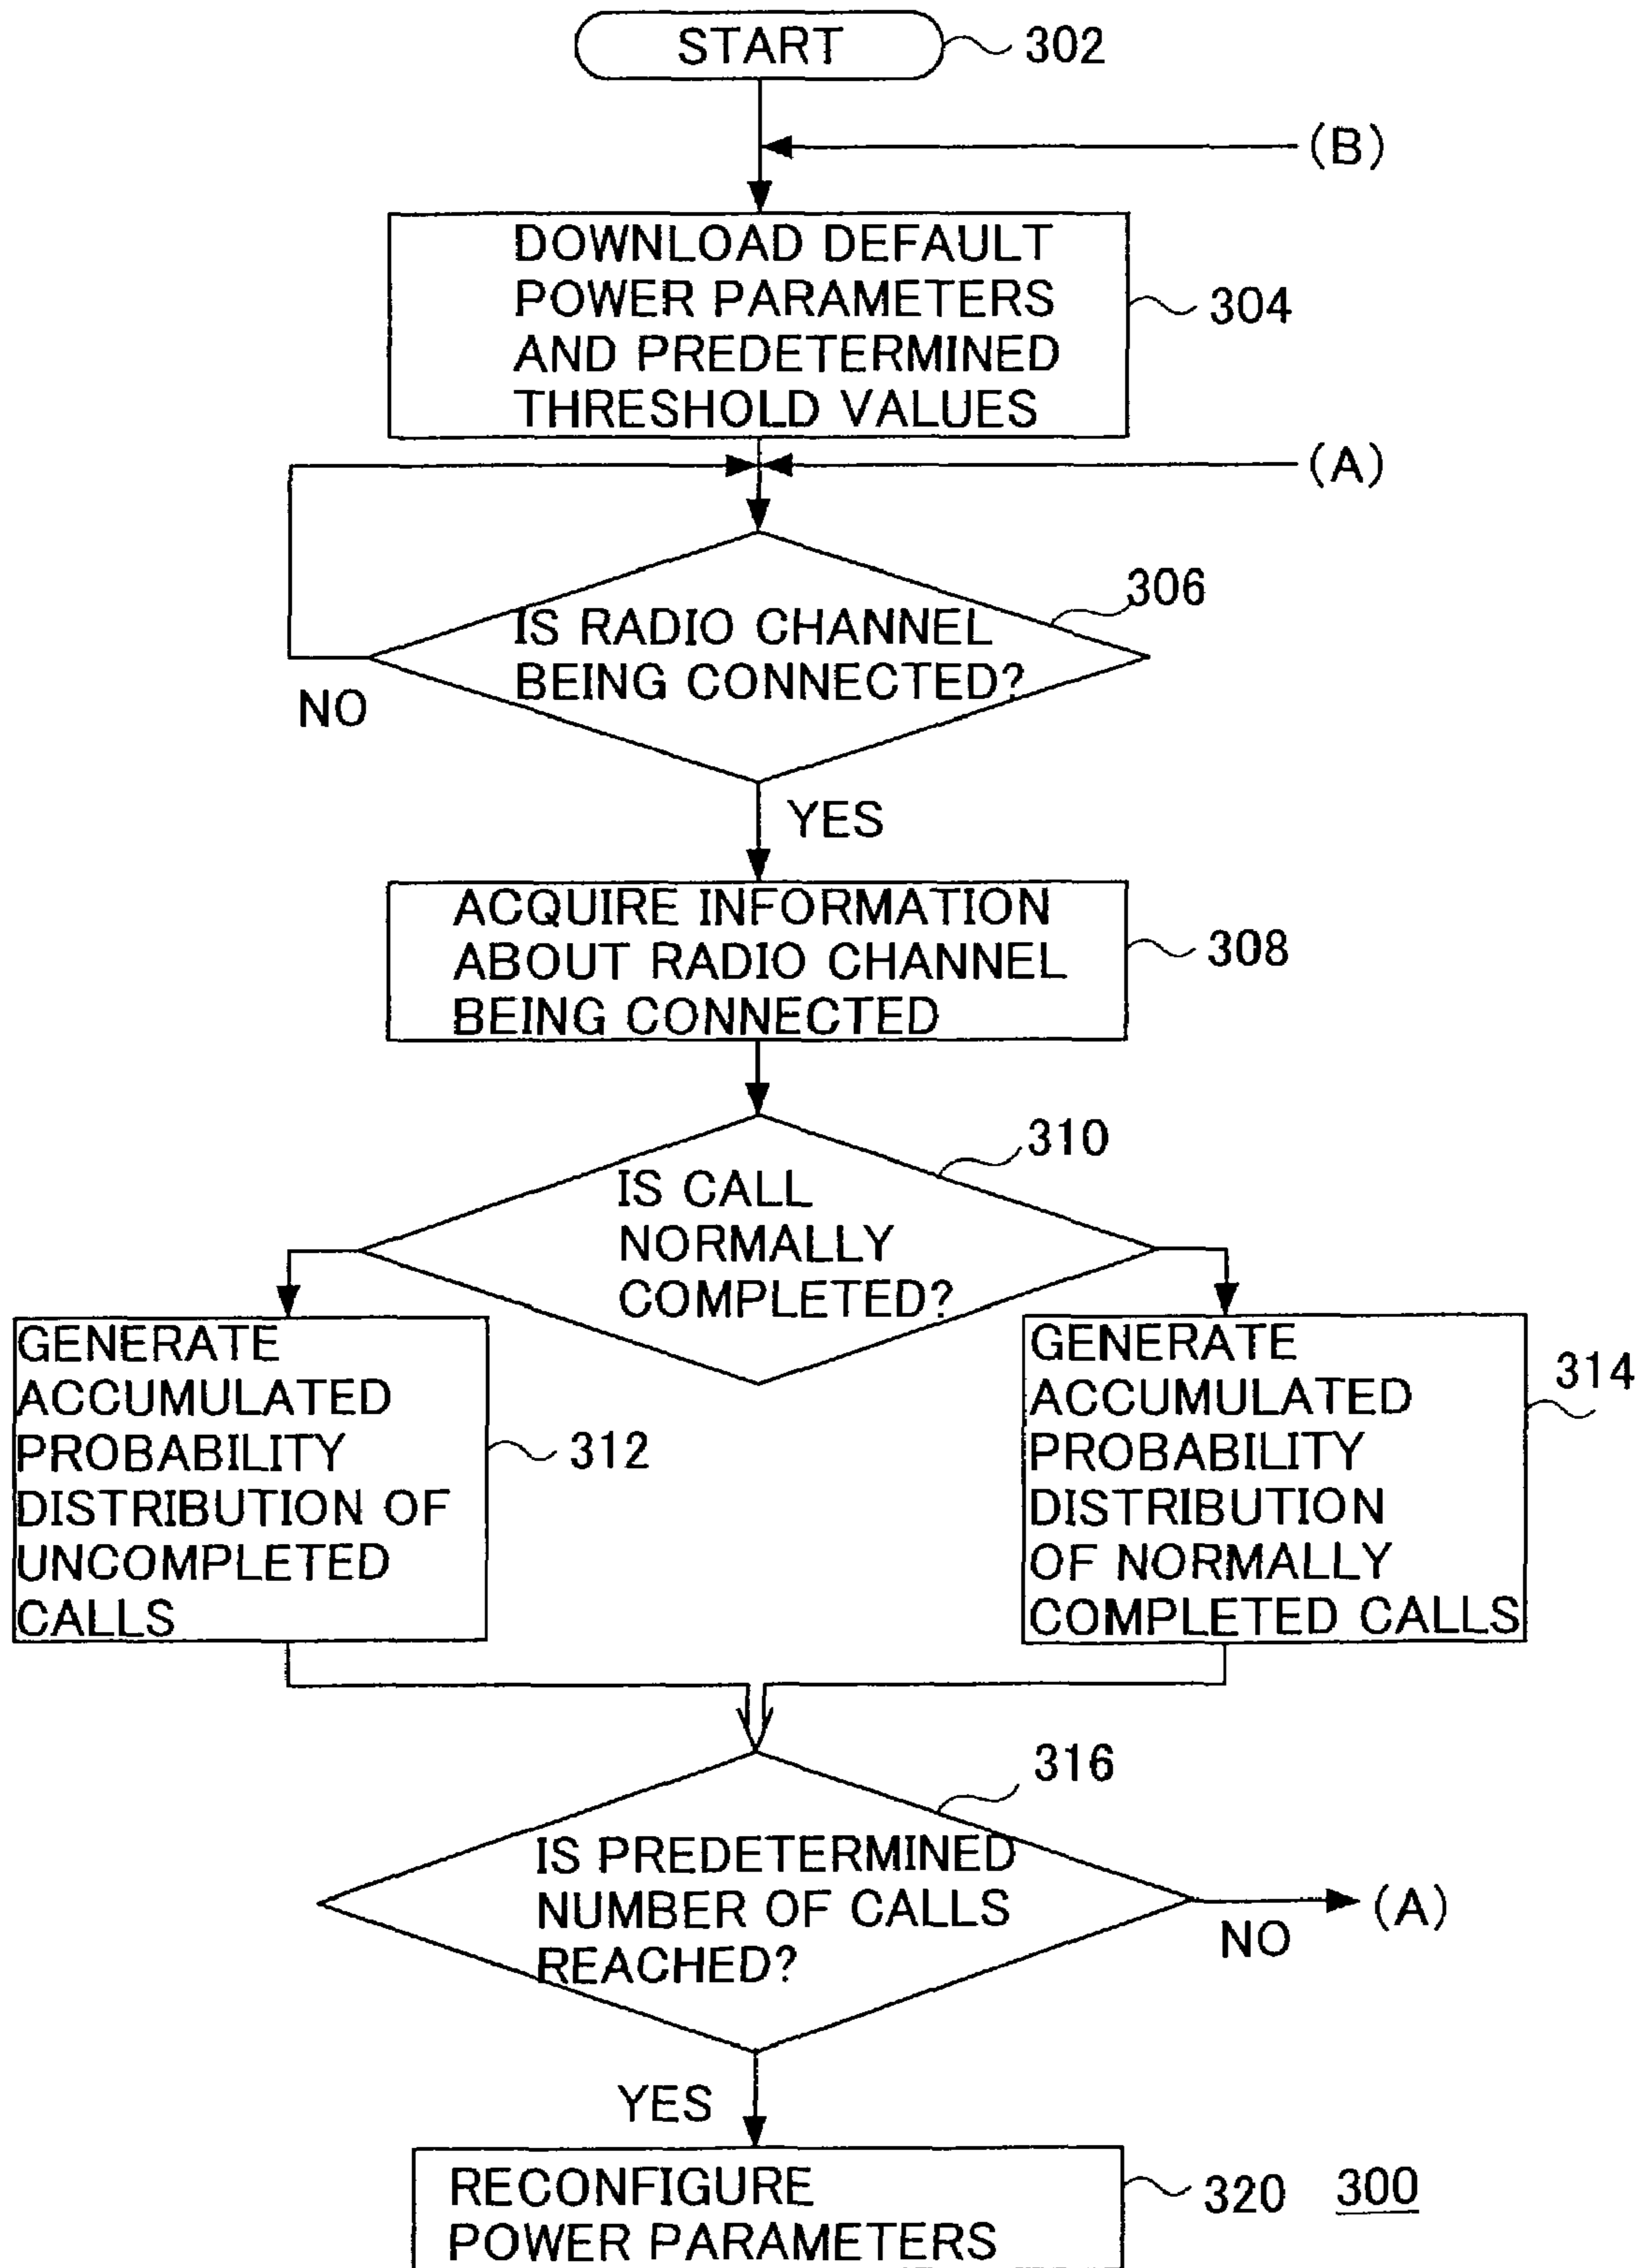 START
302
(B)
DOWNLOAD DEFAULT
POWER PARAMETERS
AND PREDETERMINED
THRESHOLD VALUES
304
(A)
306
IS RADIO CHANNEL
BEING CONNECTED?
NO
YES
ACQUIRE INFORMATION
ABOUT RADIO CHANNEL
BEING CONNECTED
308
310
IS CALL
NORMALLY
COMPLETED?
GENERATE
ACCUMULATED
PROBABILITY
DISTRIBUTION OF
UNCOMPLETED
CALLS
312
GENERATE
ACCUMULATED
PROBABILITY
DISTRIBUTION
OF NORMALLY
COMPLETED CALLS
314
316
IS PREDETERMINED
NUMBER OF CALLS
REACHED?
(A)
NO
YES
RECONFIGURE
POWER PARAMETERS
320
300